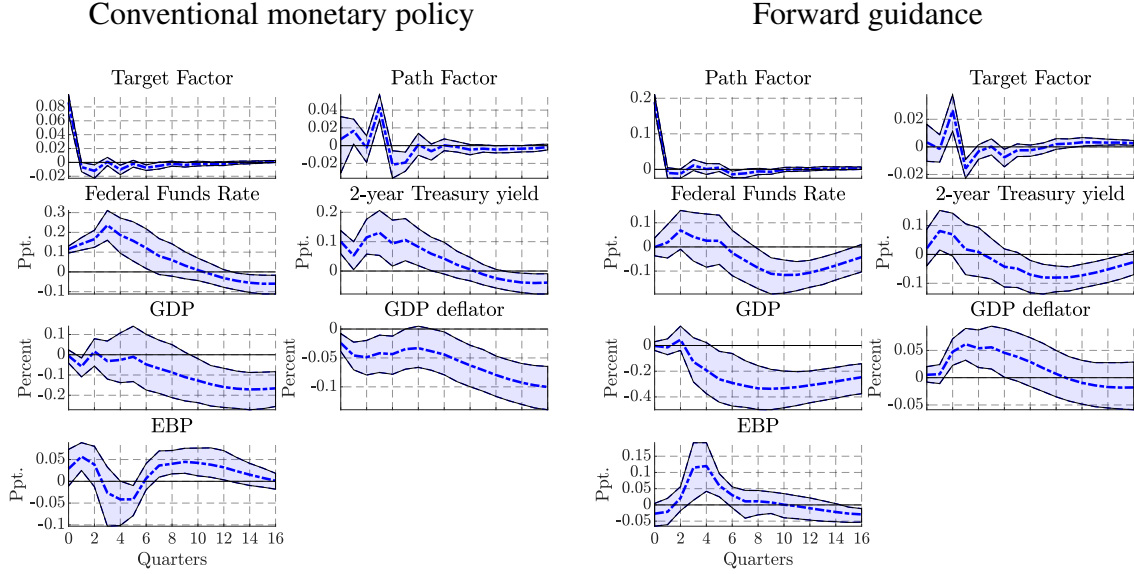 Conventional monetary policy
Forward guidance
Target Factor
Path Factor
Path Factor
Target Factor
0.08
0.06
0.04
0.02
0
-0.02
0.04
0.02
0
-0.02
0.2
0.1
0
0.02
0
-0.02
Federal Funds Rate
2-year Treasury yield
Federal Funds Rate
2-year Treasury yield
Ppt.
0.3
0.2
0.1
0
-0.1
Ppt.
0.2
0.1
0
Ppt.
0.1
0
-0.1
Ppt.
0.1
0
-0.1
GDP
GDP deflator
GDP
GDP deflator
Percent
0.1
0
-0.1
-0.2
Percent
0
-0.05
-0.1
Percent
0
-0.2
-0.4
Percent
0.05
0
-0.05
EBP
EBP
Ppt.
0.05
0
-0.05
-0.1
Ppt.
0.15
0.1
0.05
0
-0.05
0 2 4 6 8 10 12 14 16
0 2 4 6 8 10 12 14 16
Quarters
Quarters